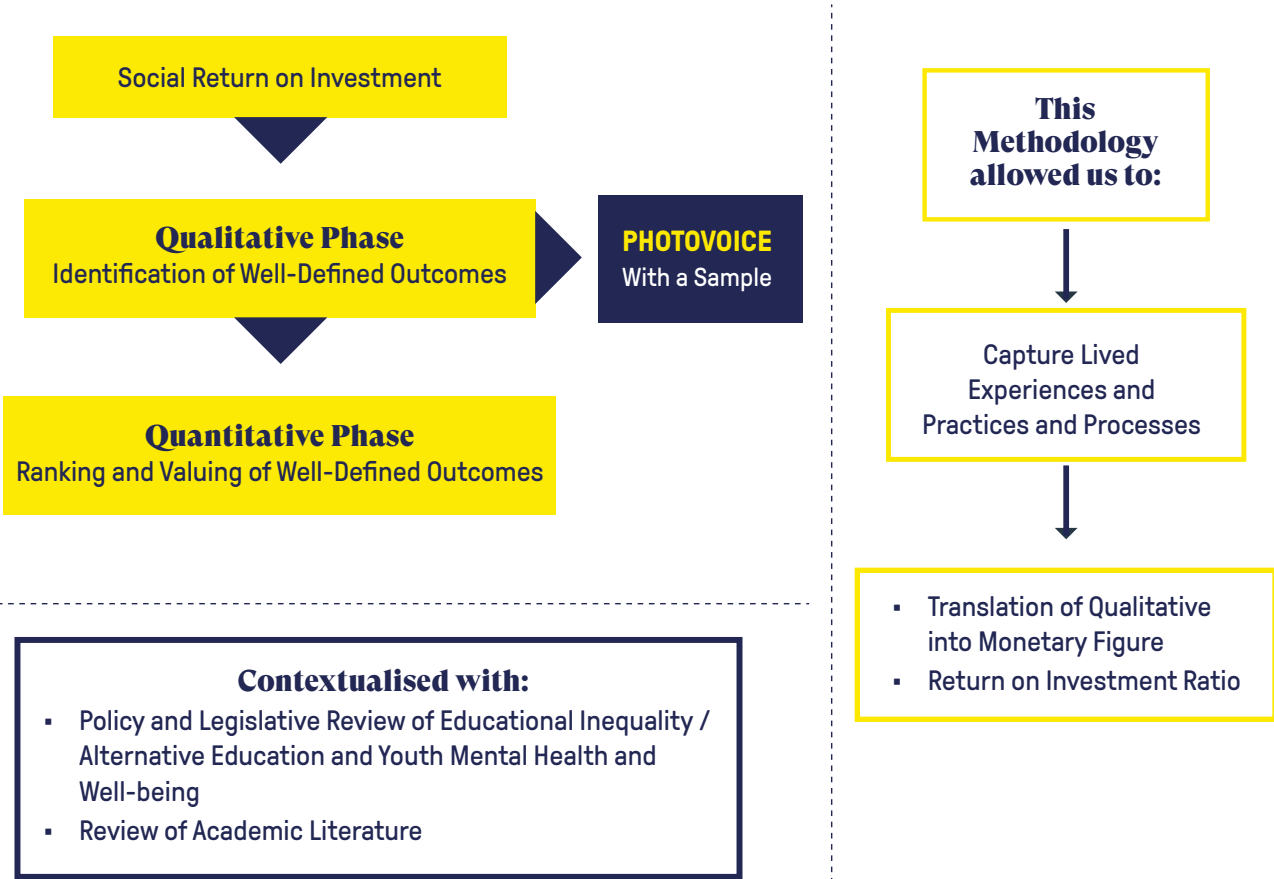 Social Return on Investment
Qualitative Phase
Identification of Well-Defined Outcomes
PHOTOVOICE
With a Sample
Quantitative Phase
Ranking and Valuing of Well-Defined Outcomes
Contextualised with:
▪ Policy and Legislative Review of Educational Inequality /
Alternative Education and Youth Mental Health and
Well-being
▪ Review of Academic Literature
This
Methodology
allowed us to:
Capture Lived
Experiences and
Practices and Processes
▪ Translation of Qualitative
into Monetary Figure
▪ Return on Investment Ratio